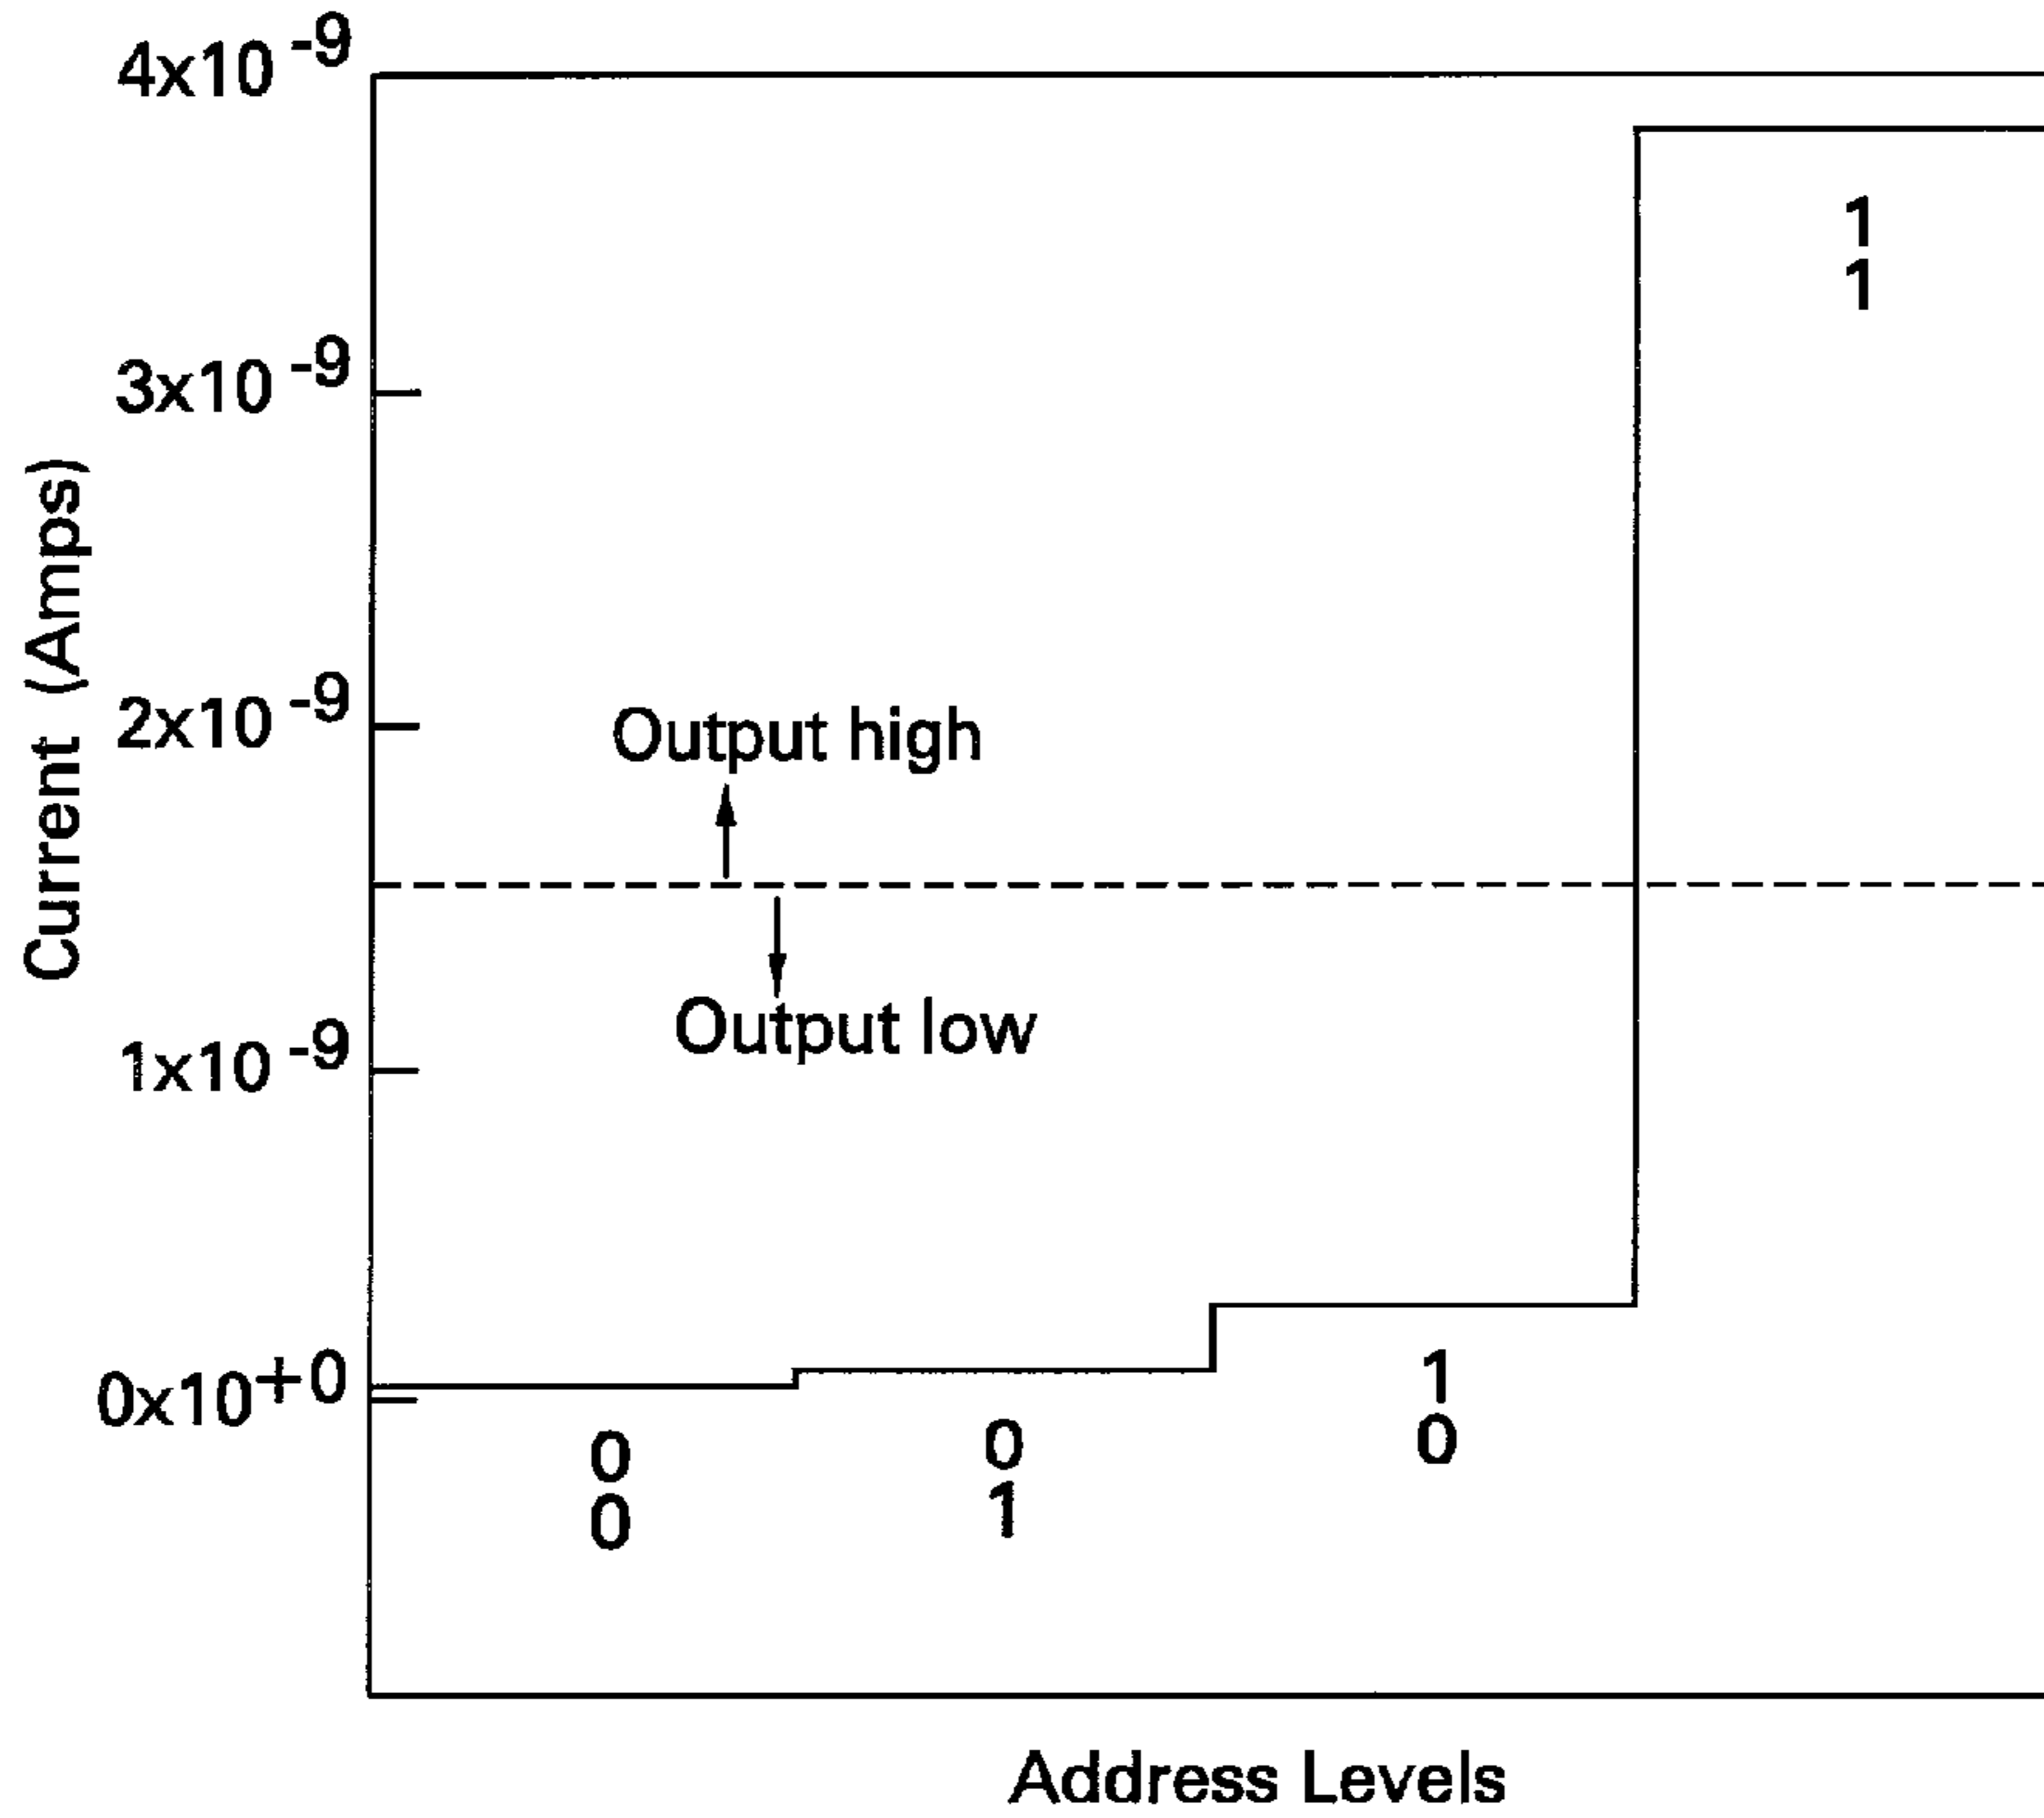 4x10-9
3x10-9
2x10-9
1x10-9
0x10+0
Current (Amps)
Output high
Output low
0
0
0
1
1
0
1
1
Address Levels